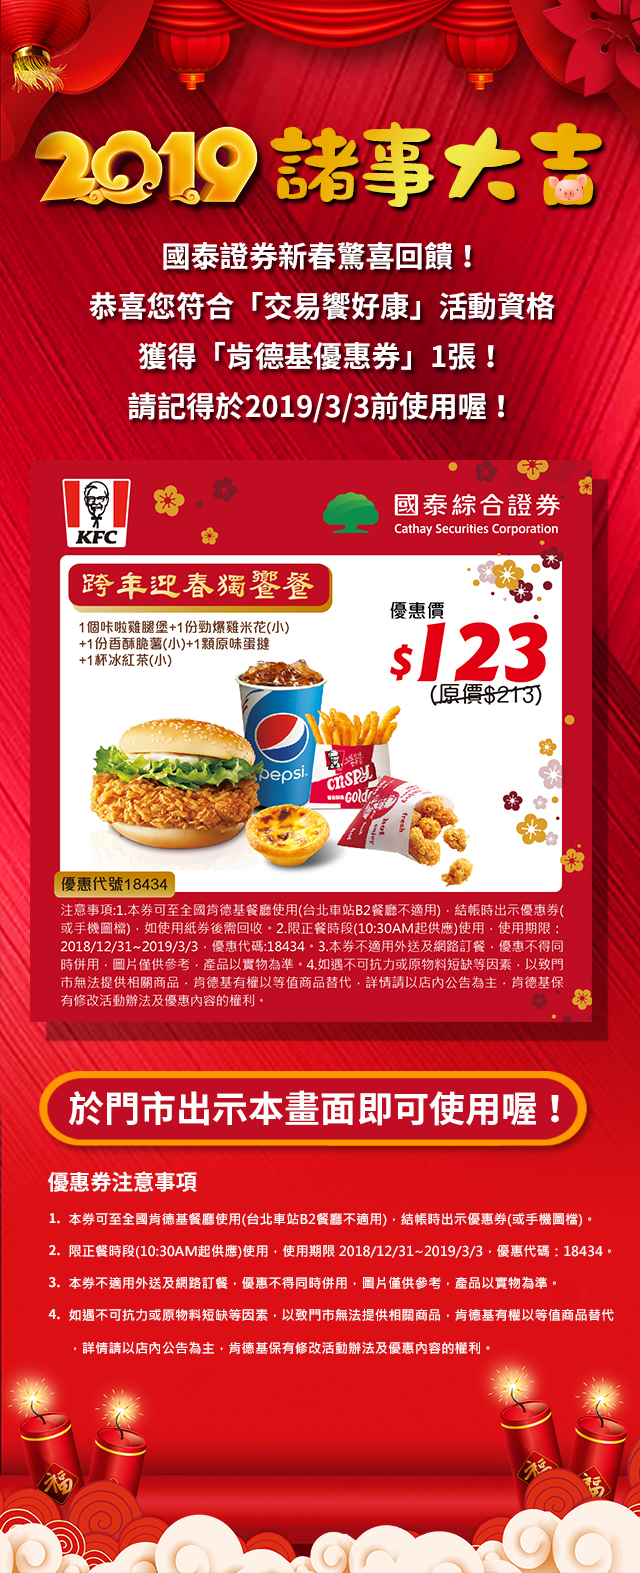 2019 諸事大吉
國泰證券新春驚喜回饋！
恭喜您符合「交易饗好康」活動資格
獲得「肯德基優惠券」1張！
請記得於2019/3/3前使用喔！
KFC
國泰綜合證券
Cathay Securities Corporation
跨年迎春獨饗餐
1個咔啦雞腿堡+1份勁爆雞米花(小)
+1份香酥脆薯(小)+1顆原味蛋撻
+1杯冰紅茶(小)
優惠價
$123
(原價$213)
pepsi.
CRISPY
GOLD
fresh
hot
enjoy
優惠代號18434
注意事項:1.本券可至全國肯德基餐廳使用(台北車站B2餐廳不適用)，結帳時出示優惠券(
或手機圖檔)，如使用紙券後需回收。2.限正餐時段(10:30AM起供應)使用，使用期限：
2018/12/31~2019/3/3，優惠代碼:18434。3.本券不適用外送及網路訂餐，優惠不得同
時併用，圖片僅供參考，產品以實物為準。4.如遇不可抗力或原物料短缺等因素，以致門
市無法提供相關商品，肯德基有權以等值商品替代，詳情請以店內公告為主，肯德基保
有修改活動辦法及優惠內容的權利。
於門市出示本畫面即可使用喔！
優惠券注意事項
1. 本券可至全國肯德基餐廳使用(台北車站B2餐廳不適用)，結帳時出示優惠券(或手機圖檔)。
2. 限正餐時段(10:30AM起供應)使用，使用期限 2018/12/31~2019/3/3，優惠代碼：18434。
3. 本券不適用外送及網路訂餐，優惠不得同時併用，圖片僅供參考，產品以實物為準。
4. 如遇不可抗力或原物料短缺等因素，以致門市無法提供相關商品，肯德基有權以等值商品替代
，詳情請以店內公告為主，肯德基保有修改活動辦法及優惠內容的權利。
福
福
福